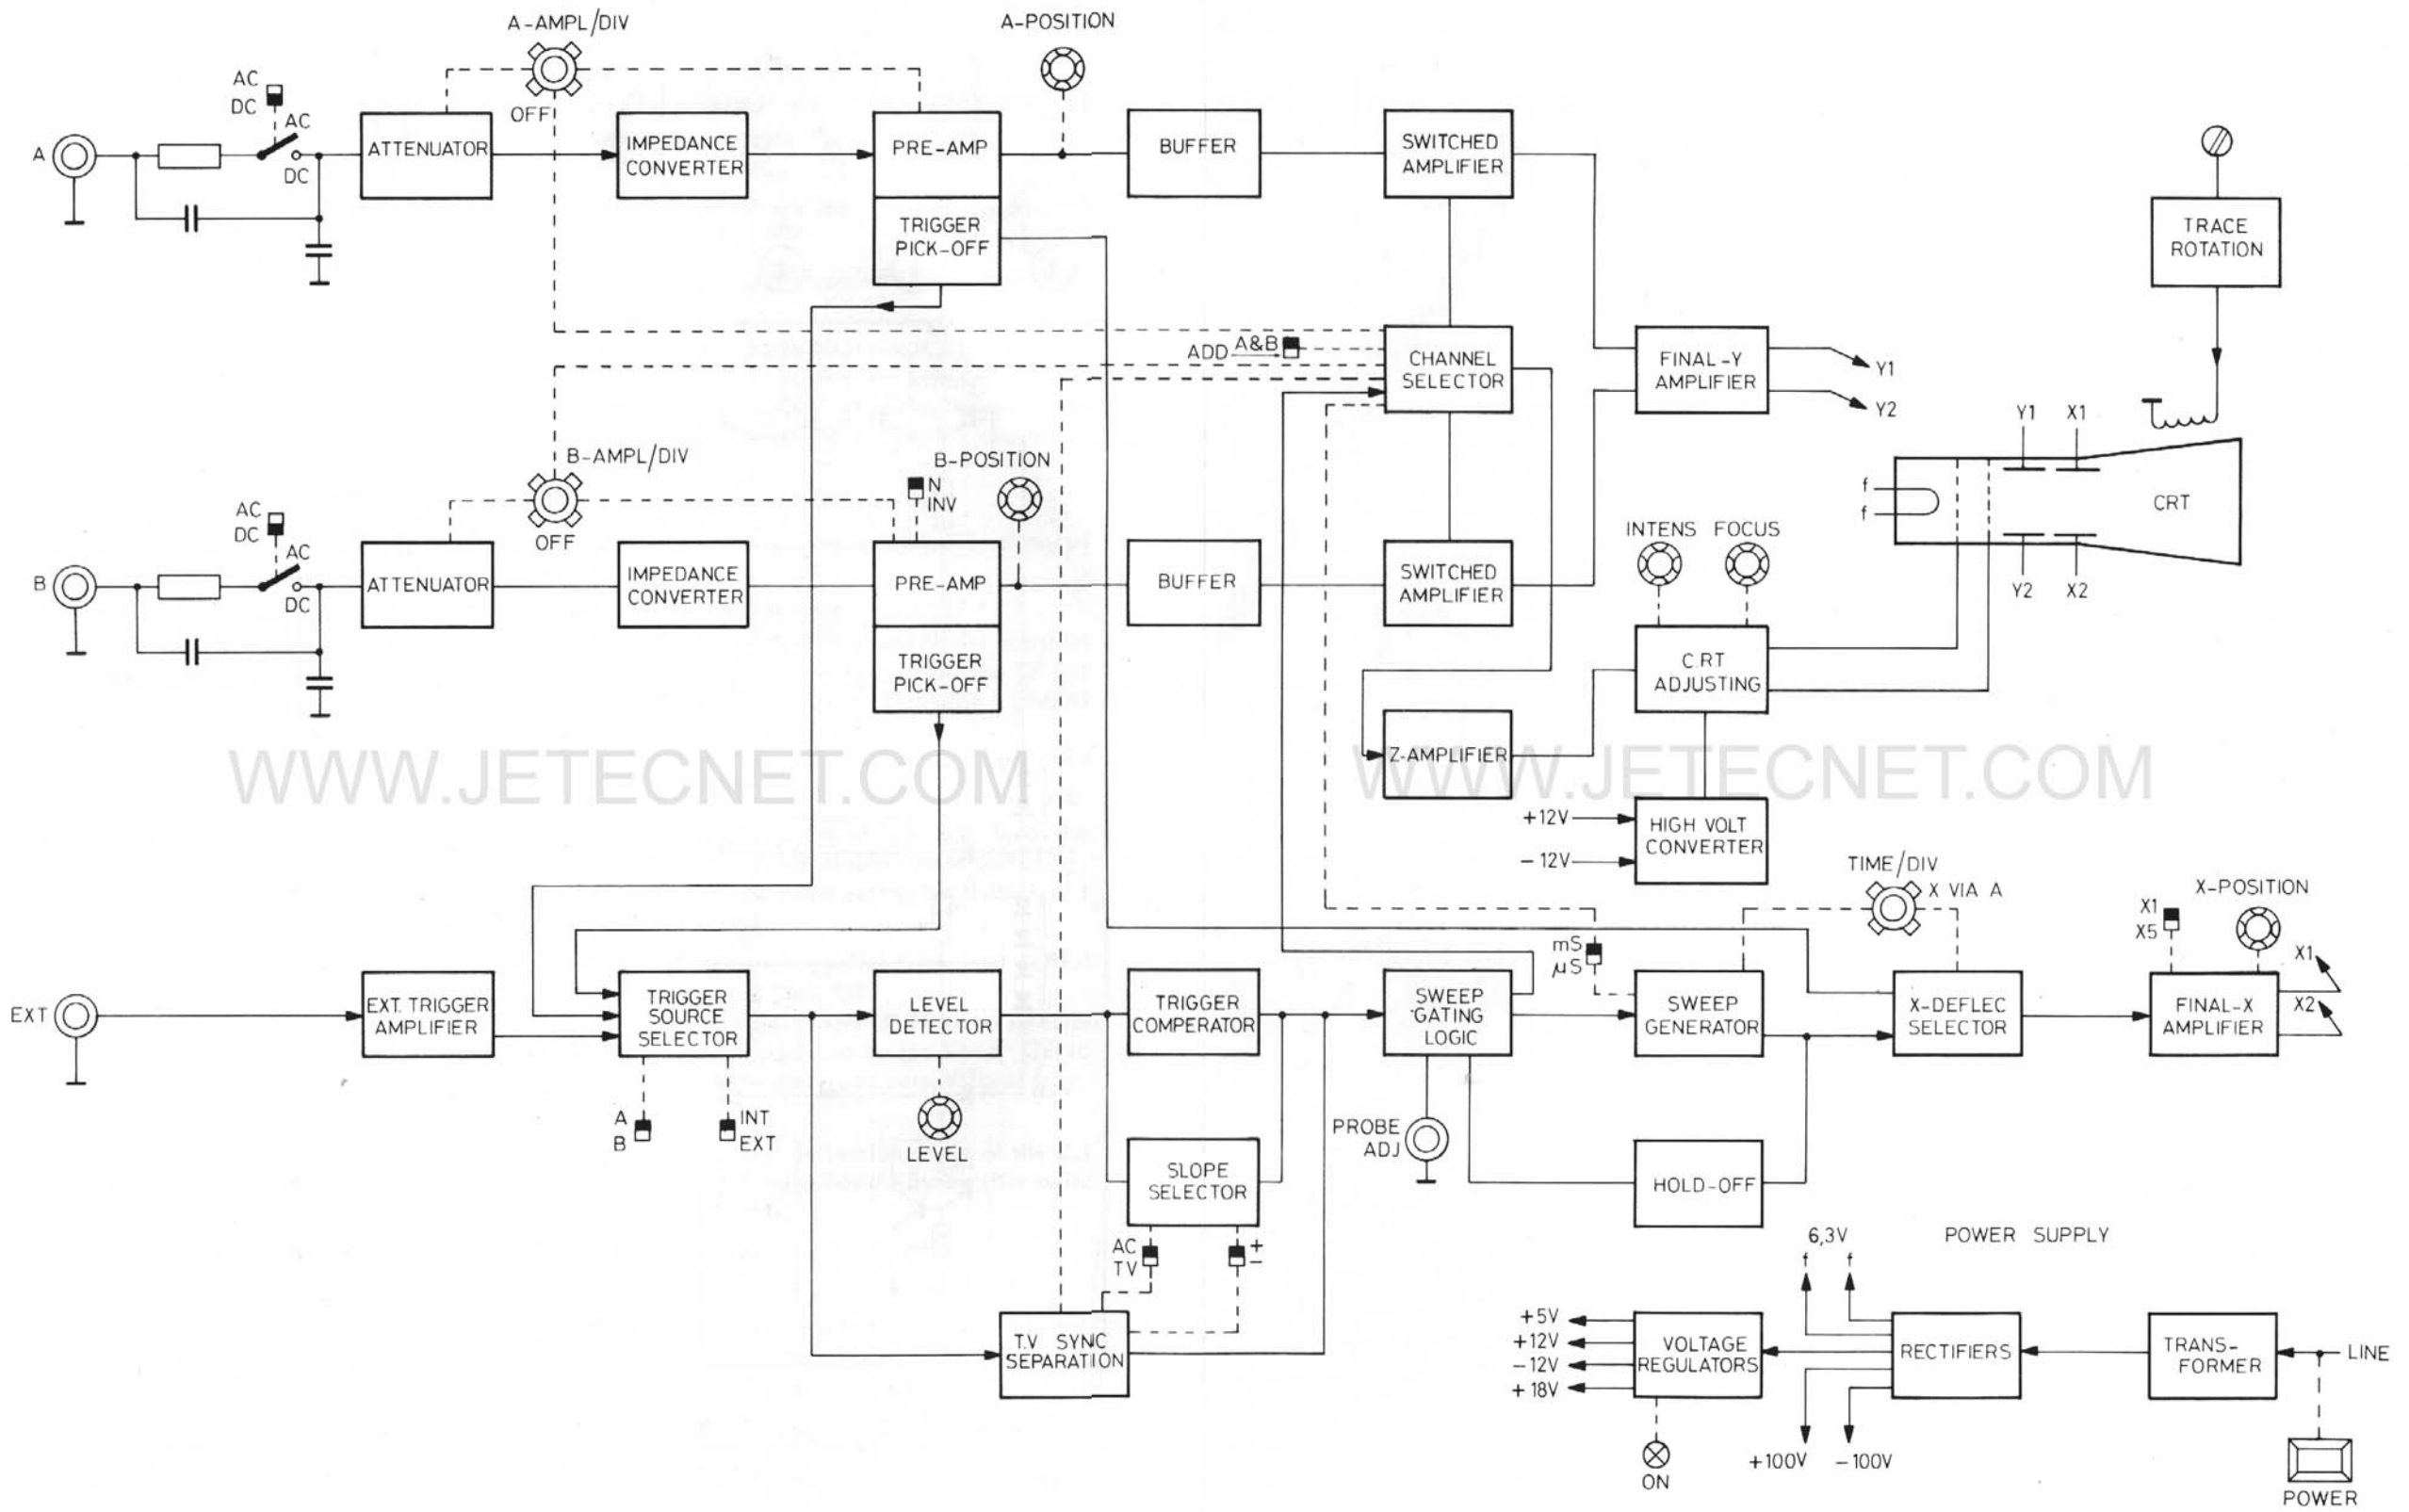 A-AMPL/DIV
A-POSITION
AC
DC
OFF
AC
DC
A
ATTENUATOR
IMPEDANCE
CONVERTER
PRE-AMP
TRIGGER
PICK-OFF
BUFFER
SWITCHED
AMPLIFIER
TRACE
ROTATION
ADD
A&B
CHANNEL
SELECTOR
FINAL-Y
AMPLIFIER
Y1
Y2
Y1 X1
B-AMPL/DIV
B-POSITION
N
INV
AC
DC
OFF
AC
DC
B
ATTENUATOR
IMPEDANCE
CONVERTER
PRE-AMP
TRIGGER
PICK-OFF
BUFFER
SWITCHED
AMPLIFIER
f
f
CRT
Y2 X2
INTENS FOCUS
C.RT
ADJUSTING
Z-AMPLIFIER
WWW.JETECNET.COM
WWW.JETECNET.COM
+12V
-12V
HIGH VOLT
CONVERTER
TIME/DIV
X VIA A
X-POSITION
X1
X5
X1
X2
mS
µS
EXT
EXT. TRIGGER
AMPLIFIER
TRIGGER
SOURCE
SELECTOR
LEVEL
DETECTOR
TRIGGER
COMPERATOR
SWEEP
GATING
LOGIC
SWEEP
GENERATOR
X-DEFLEC
SELECTOR
FINAL-X
AMPLIFIER
A
B
INT
EXT
LEVEL
PROBE
ADJ
SLOPE
SELECTOR
HOLD-OFF
AC
TV
+
-
T.V. SYNC
SEPARATION
6,3V
f f
POWER SUPPLY
+5V
+12V
-12V
+18V
VOLTAGE
REGULATORS
RECTIFIERS
TRANS-
FORMER
LINE
ON
+100V -100V
POWER